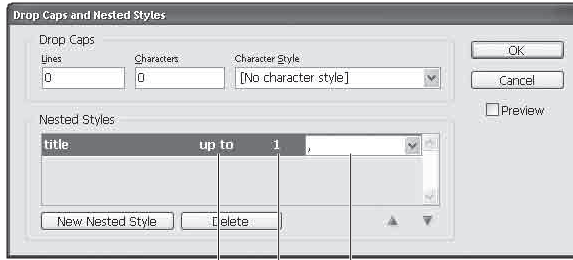 Drop Caps and Nested Styles
Drop Caps
Lines Characters Character Style
0 0 [No character style]
OK
Cancel
Preview
Nested Styles
title up to 1 ,
New Nested Style Delete